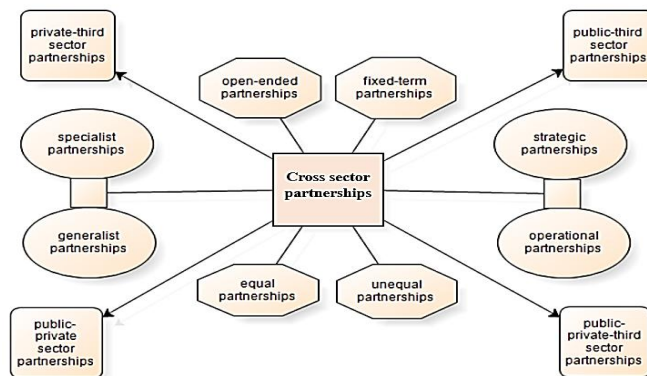 private-third
sector
partnerships
public-third
sector
partnerships
open-ended
partnerships
fixed-term
partnerships
specialist
partnerships
strategic
partnerships
Cross sector
partnerships
generalist
partnerships
operational
partnerships
equal
partnerships
unequal
partnerships
public-
private
sector
partnerships
public-
private-third
sector
partnerships